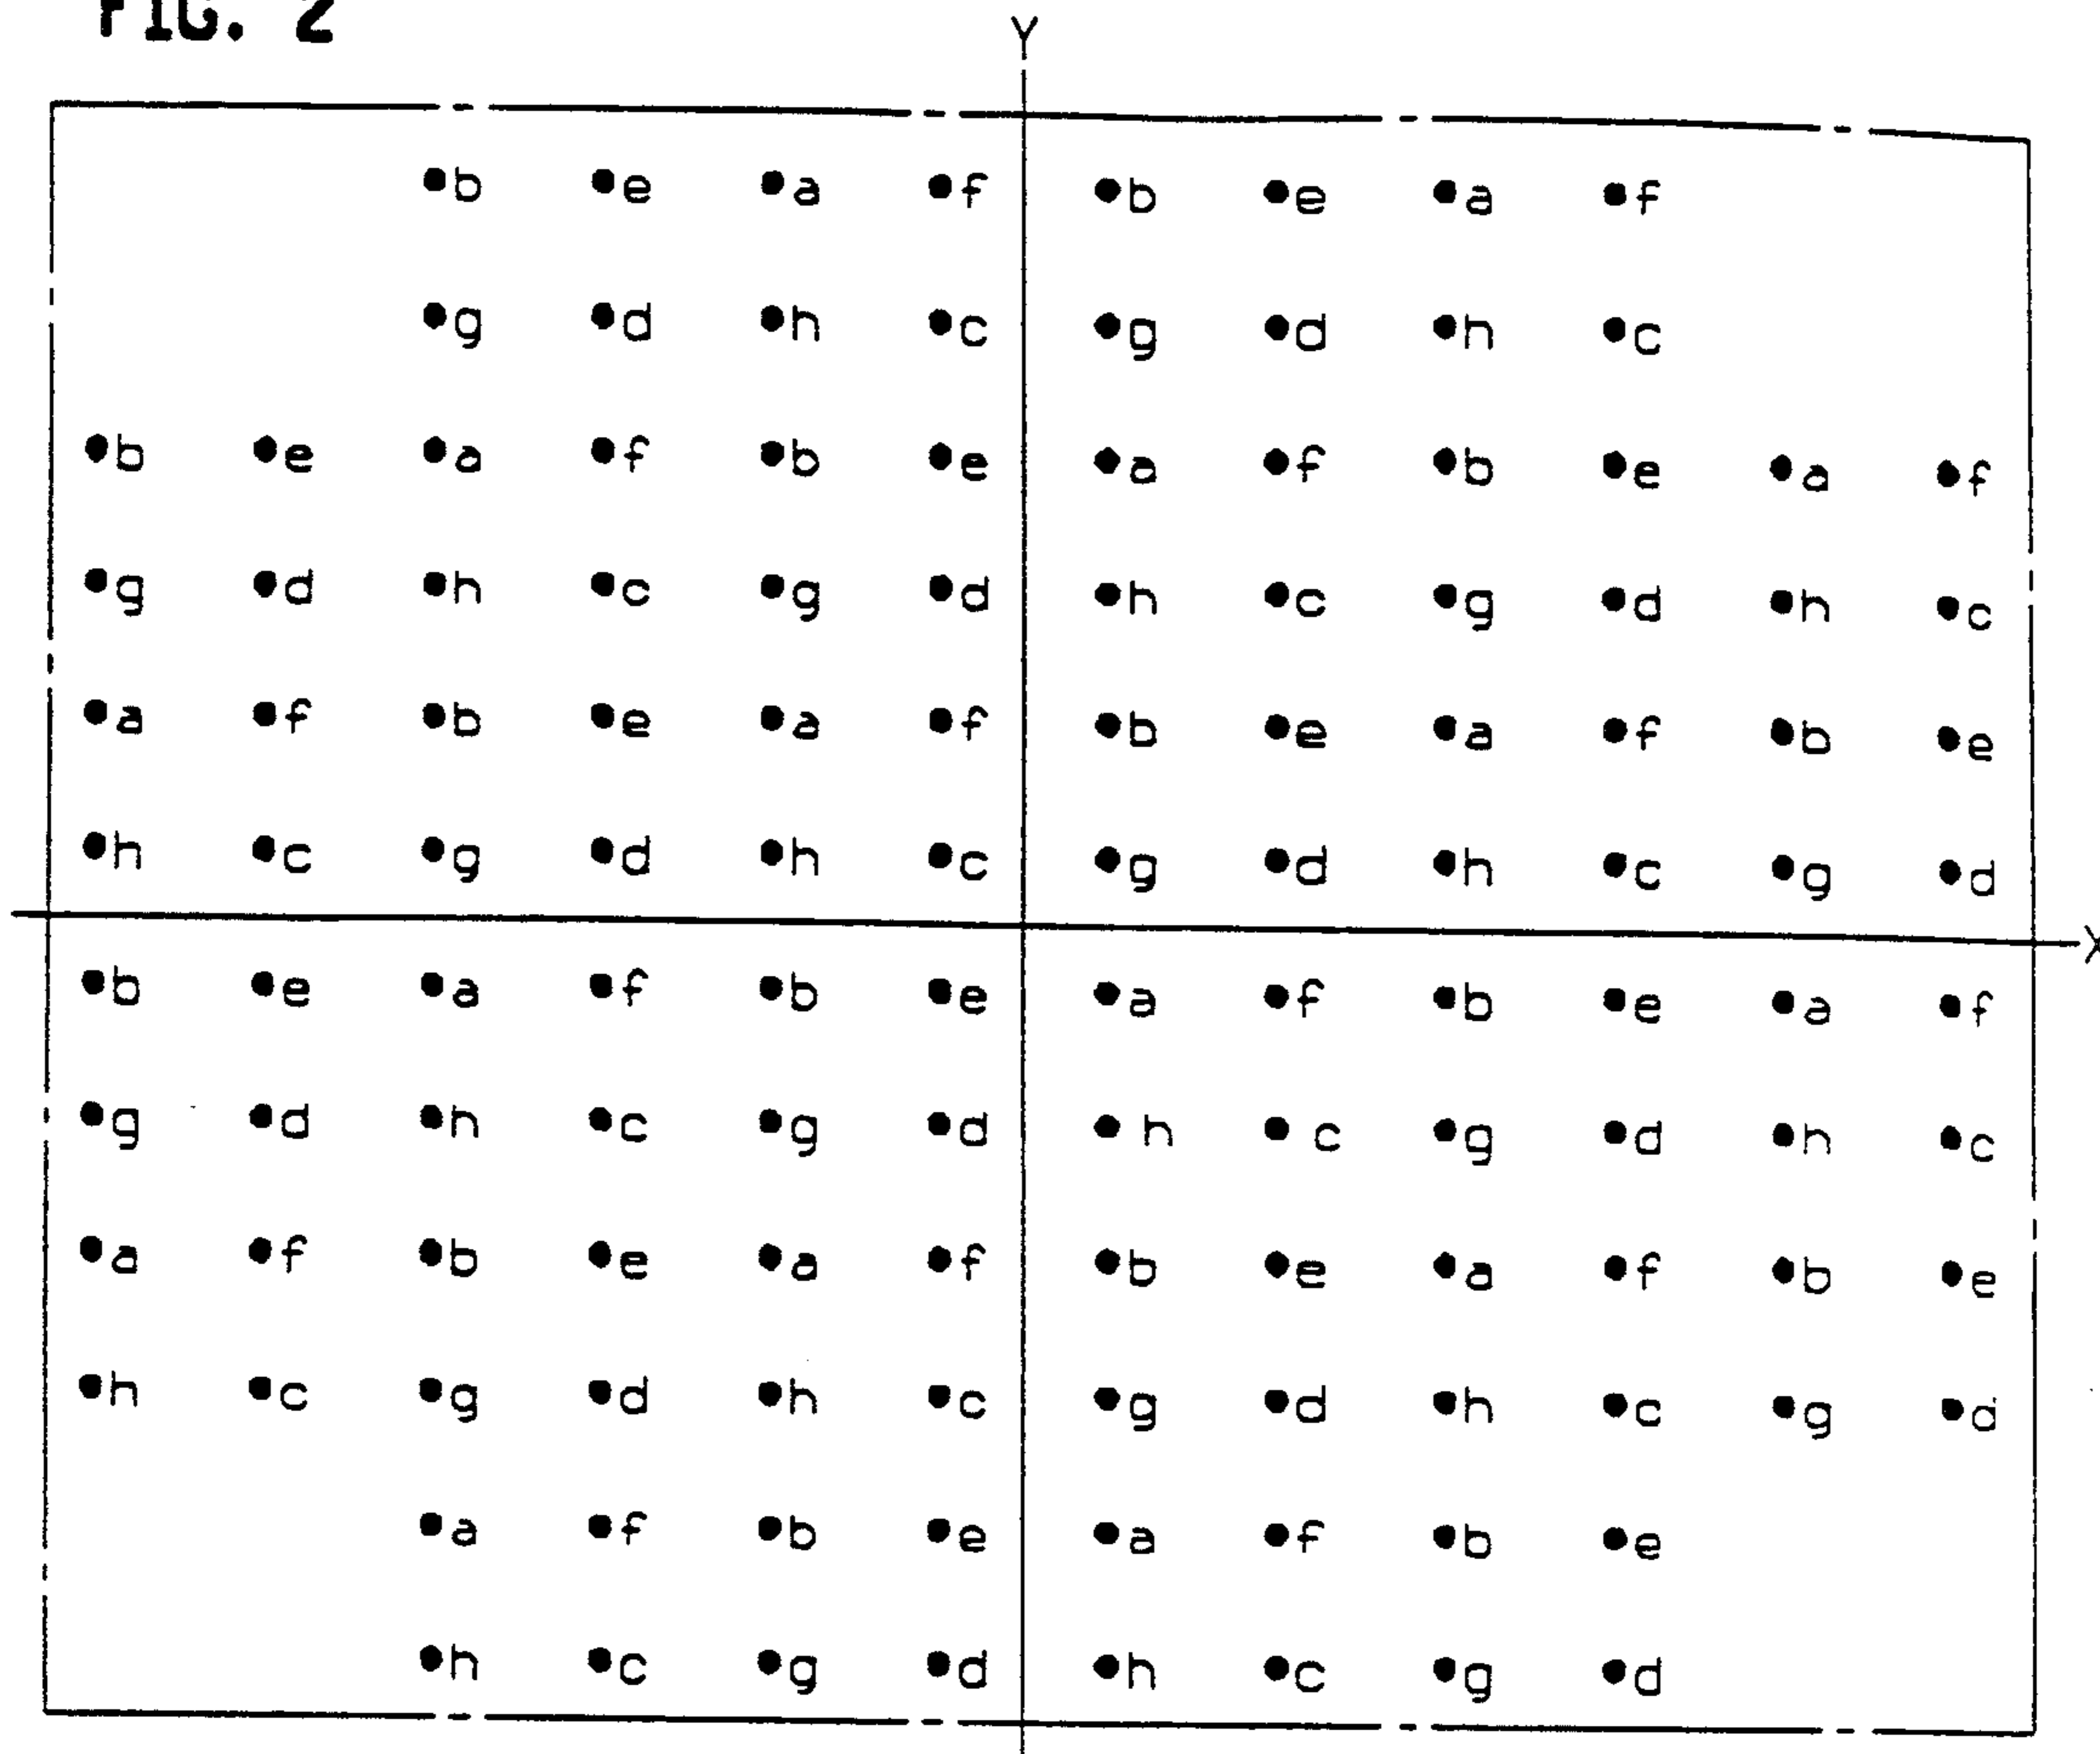 FIG. 2
Y
b e a f b e a f
g d h c g d h c
b e a f b e a f b e a f
g d h c g d h c g d h c
a f b e a f b e a f b e
h c g d h c g d h c g d
X
b e a f b e a f b e a f
g d h c g d h c g d h c
a f b e a f b e a f b e
h c g d h c g d h c g d
a f b e a f b e
h c g d h c g d